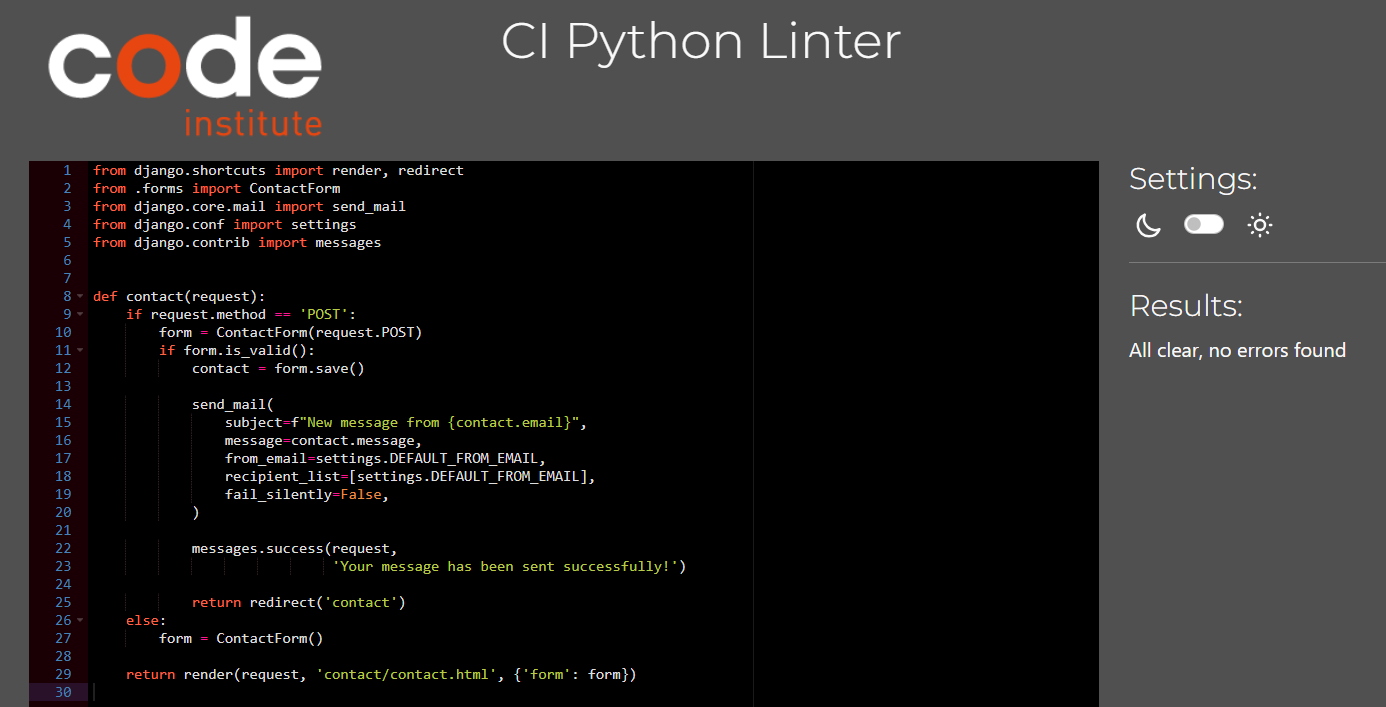 code
institute
CI Python Linter
1 from django.shortcuts import render, redirect
2 from .forms import ContactForm
3 from django.core.mail import send_mail
4 from django.conf import settings
5 from django.contrib import messages
6
7
8 def contact(request):
9     if request.method == 'POST':
10         form = ContactForm(request.POST)
11         if form.is_valid():
12             contact = form.save()
13
14             send_mail(
15                 subject=f"New message from {contact.email}",
16                 message=contact.message,
17                 from_email=settings.DEFAULT_FROM_EMAIL,
18                 recipient_list=[settings.DEFAULT_FROM_EMAIL],
19                 fail_silently=False,
20             )
21
22             messages.success(request,
23                              'Your message has been sent successfully!')
24
25             return redirect('contact')
26     else:
27         form = ContactForm()
28
29     return render(request, 'contact/contact.html', {'form': form})
30
Settings:
Results:
All clear, no errors found